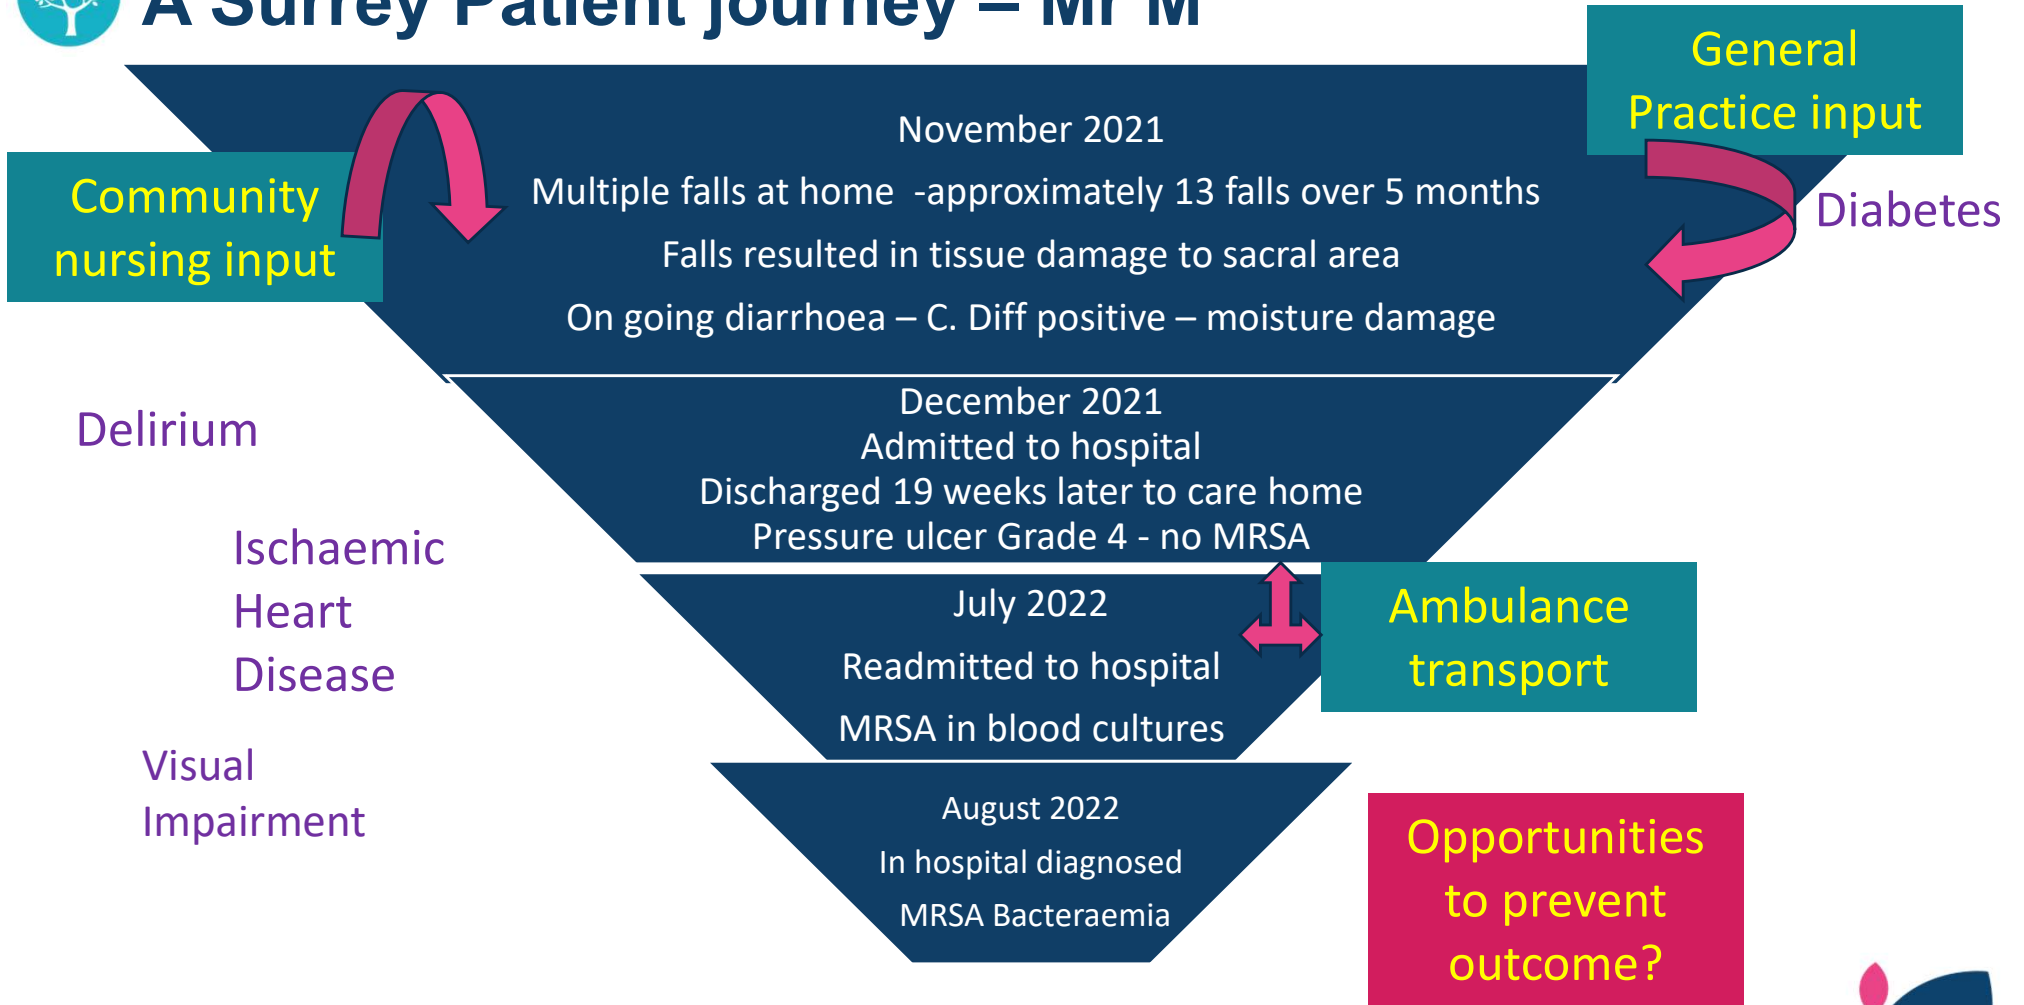 A Surrey Patient journey – Mr M
General
Practice input
Community
nursing input
November 2021
Multiple falls at home -approximately 13 falls over 5 months
Falls resulted in tissue damage to sacral area
On going diarrhoea – C. Diff positive – moisture damage
Diabetes
December 2021
Admitted to hospital
Discharged 19 weeks later to care home
Pressure ulcer Grade 4 - no MRSA
Delirium
Ischaemic
Heart
Disease
Visual
Impairment
July 2022
Readmitted to hospital
MRSA in blood cultures
Ambulance
transport
August 2022
In hospital diagnosed
MRSA Bacteraemia
Opportunities
to prevent
outcome?